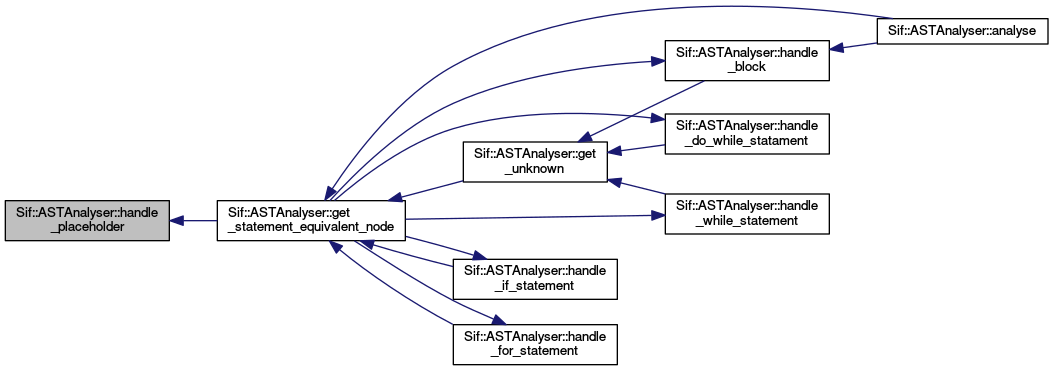 Sif::ASTAnalyser::analyse
Sif::ASTAnalyser::handle
_block
Sif::ASTAnalyser::handle
_do_while_statament
Sif::ASTAnalyser::get
_unknown
Sif::ASTAnalyser::handle
_while_statement
Sif::ASTAnalyser::handle
_placeholder
Sif::ASTAnalyser::get
_statement_equivalent_node
Sif::ASTAnalyser::handle
_if_statement
Sif::ASTAnalyser::handle
_for_statement